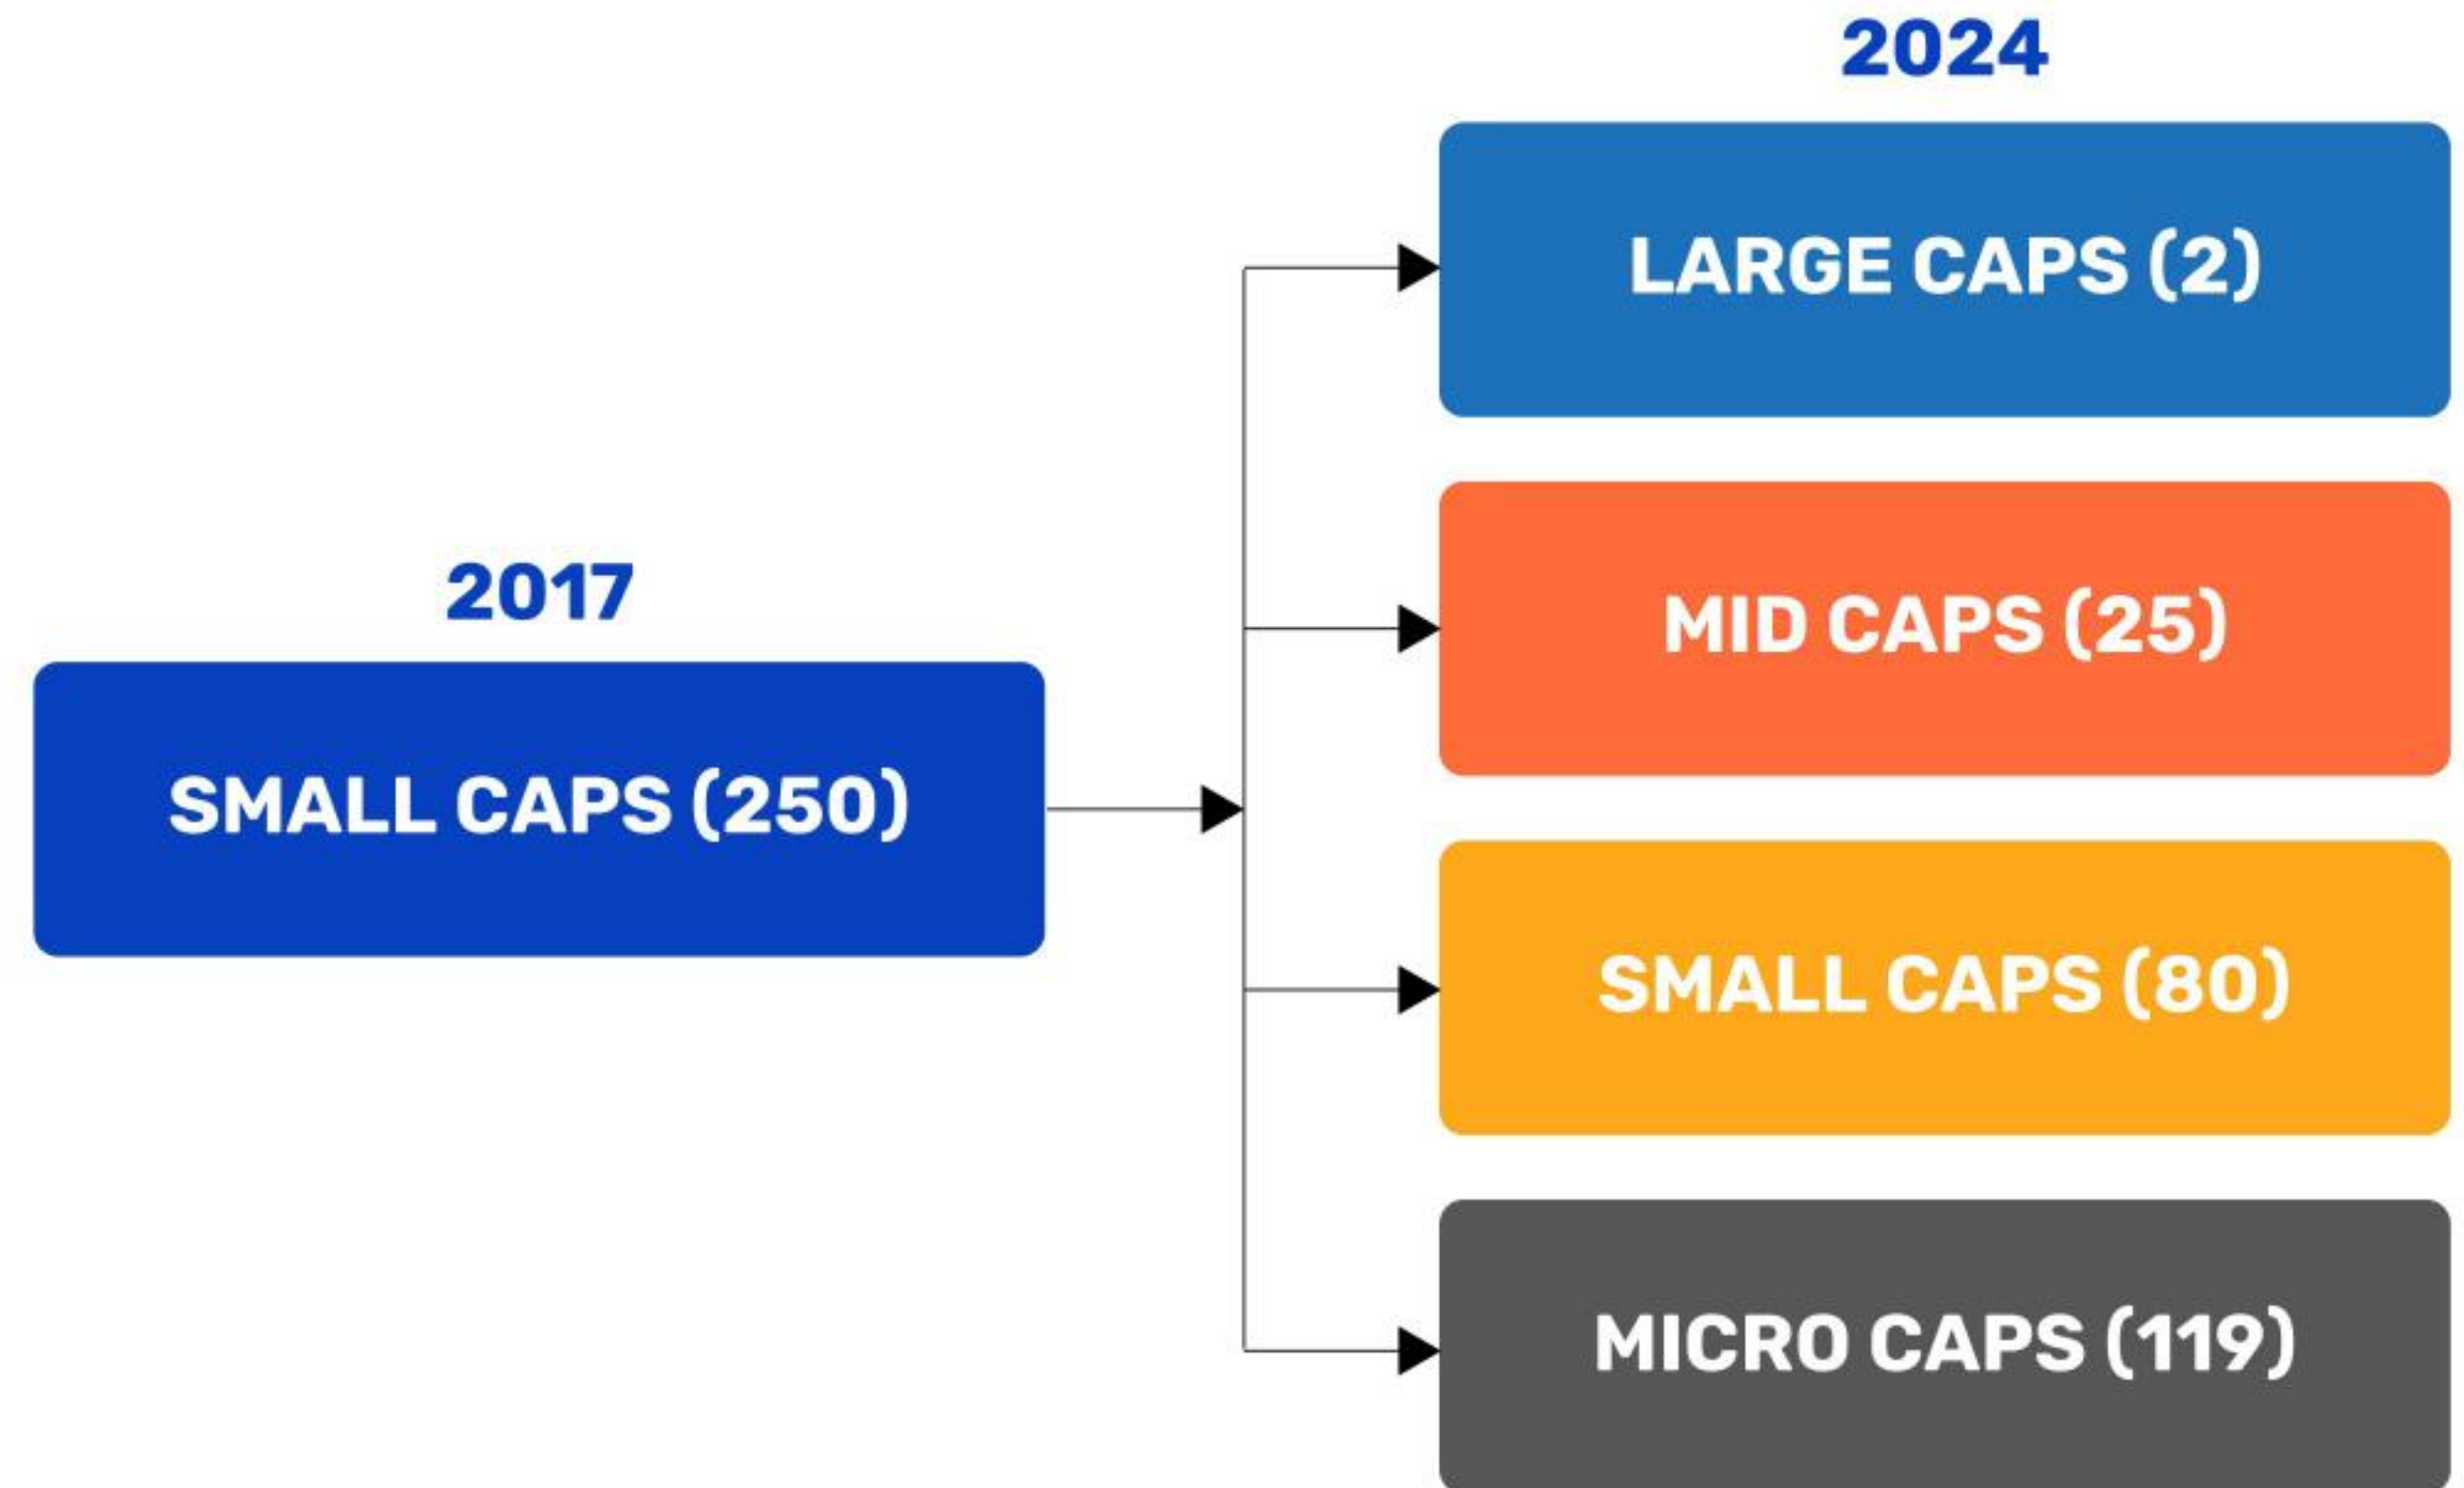 2017
SMALL CAPS (250)
2024
LARGE CAPS (2)
MID CAPS (25)
SMALL CAPS (80)
MICRO CAPS (119)